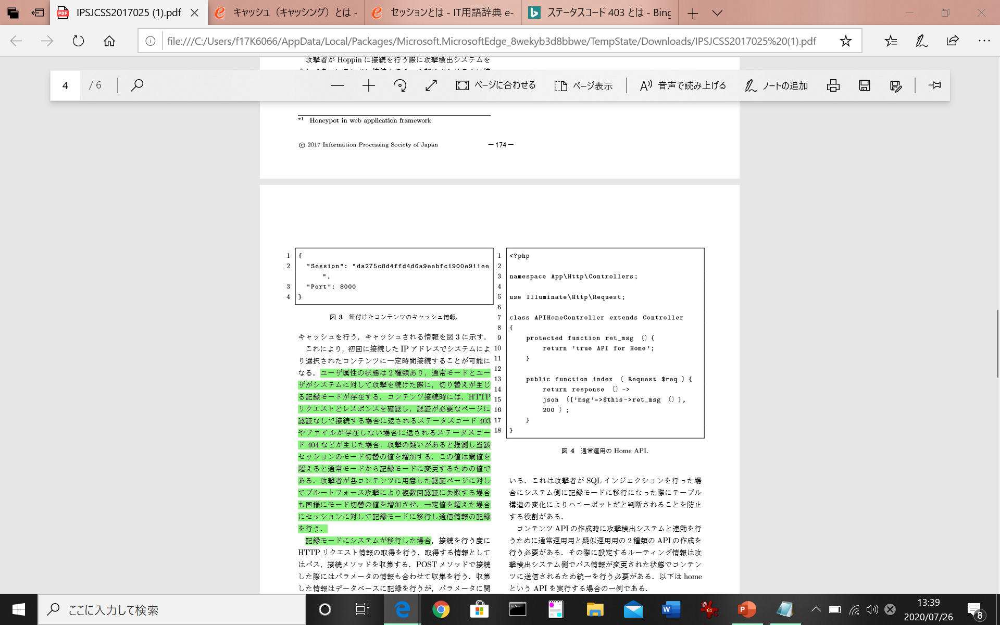 IPSJCSS2017025 (1).pdf
キャッシュ（キャッシング）とは -
セッションとは - IT用語辞典 e-
ステータスコード 403 とは - Bing
file:///C:/Users/f17K6066/AppData/Local/Packages/Microsoft.MicrosoftEdge_8wekyb3d8bbwe/TempState/Downloads/IPSJCSS2017025%20(1).pdf
攻撃者が Hoppin に接続を行う際に攻撃検出システムを
4 / 6
ページに合わせる
ページ表示
音声で読み上げる
ノートの追加
*1 Honeypot in web application framework
© 2017 Information Processing Society of Japan
－ 174 －
1 {
2 "Session": "da275c8d4ffd4d6a9eebfc1900e911ee
",
3 "Port": 8000
4 }
図 3 紐付けたコンテンツのキャッシュ情報．
キャッシュを行う．キャッシュされる情報を図 3 に示す．
これにより，初回に接続した IP アドレスでシステムによ
り選択されたコンテンツに一定時間接続することが可能に
なる．ユーザ属性の状態は 2 種類あり，通常モードとユー
ザがシステムに対して攻撃を続けた際に，切り替えが生じ
る記録モードが存在する．コンテンツ接続時には，HTTP
リクエストとレスポンスを確認し，認証が必要なページに
認証なしで接続する場合に返されるステータスコード 403
やファイルが存在しない場合に返されるステータスコー
ド 404 などが生じた場合，攻撃の疑いがあると推測し当該
セッションのモード切替の値を増加する．この値は閾値を
超えると通常モードから記録モードに変更するための値で
ある．攻撃者が各コンテンツに用意した認証ページに対し
てブルートフォース攻撃により複数回認証に失敗する場合
も同様にモード切替の値を増加させ，一定値を超えた場合
にセッションに対して記録モードに移行し通信情報の記録
を行う．
記録モードにシステムが移行した場合，接続を行う度に
HTTP リクエスト情報の取得を行う．取得する情報として
はパス，接続メソッドを収集する．POST メソッドで接続
した際にはパラメータの情報も合わせて収集を行う．収集
した情報はデータベースに記録を行うが，パラメータに関
1 <?php
2
3 namespace App\Http\Controllers;
4
5 use Illuminate\Http\Request;
6
7 class APIHomeController extends Controller
8 {
9 protected function ret_msg （）{
10 return ’true API for Home’;
11 }
12
13 public function index （ Request $req ）{
14 return response （）->
15 json （[’msg’=>$this->ret_msg （）],
16 200 ）;
17 }
18 }
図 4 通常運用の Home API．
いる．これは攻撃者が SQL インジェクションを行った場
合にシステム側に記録モードに移行になった際にテーブル
構造の変化によりハニーポットだと判断されることを防止
する役割がある．
コンテンツ API の作成時に攻撃検出システムと連動を行
うために通常運用用と疑似運用用の 2 種類の API の作成を
行う必要がある．その際に設定するルーティング情報は攻
撃検出システム側でパス情報が変更された状態でコンテン
ツに送信されるため統一を行う必要がある．以下は home
という API を実行する場合の一例である．
ここに入力して検索
64
13:39
2020/07/26
8